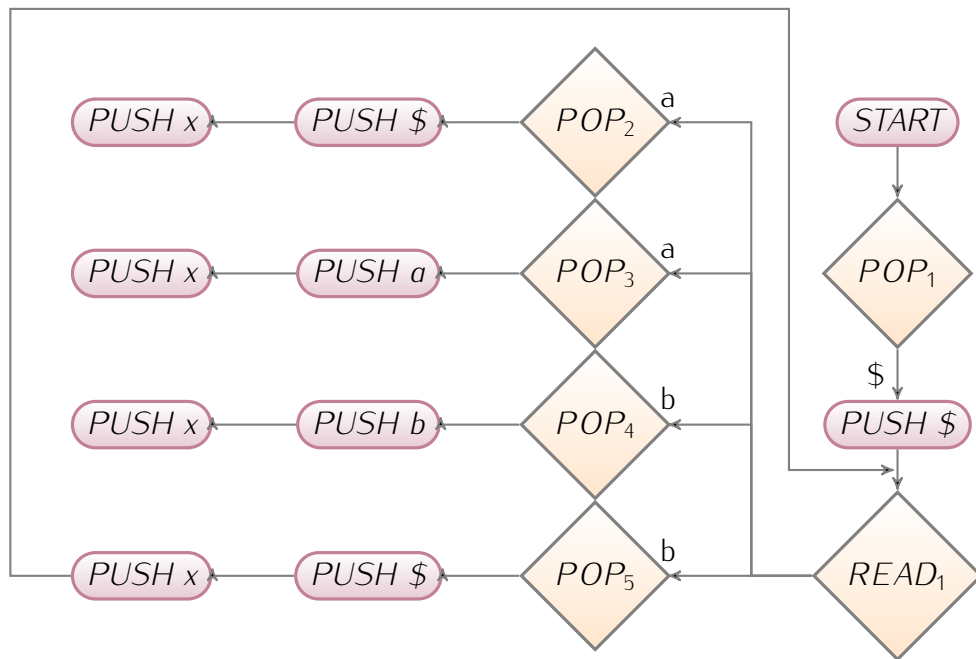 a
PUSH x PUSH $ POP₂ START
a
PUSH x PUSH a POP₃ POP₁
$
b
PUSH x PUSH b POP₄ PUSH $
b
PUSH x PUSH $ POP₅ READ₁